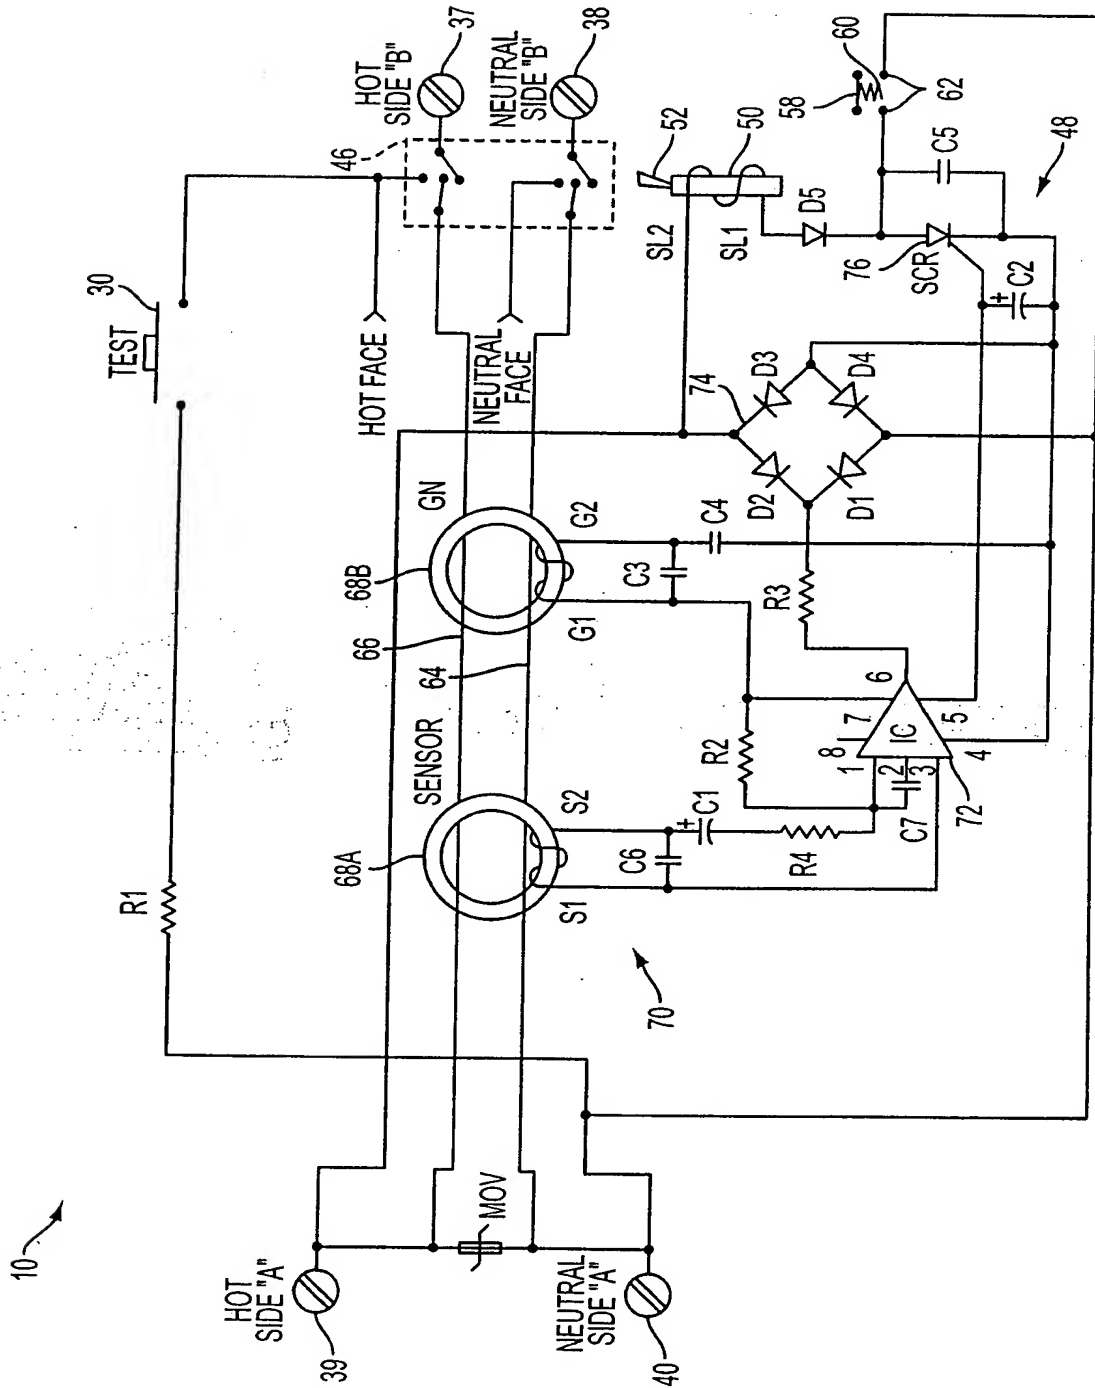 10
HOT
SIDE "A"
39
NEUTRAL
SIDE "A"
40
MOV
R1
TEST
30
HOT FACE
NEUTRAL
FACE
46
HOT
SIDE "B"
37
NEUTRAL
SIDE "B"
38
68A
SENSOR
S1
S2
66
64
68B
GN
G1
G2
70
C6
C1
+
R4
R2
C3
C4
C7
72
IC
1
2
3
4
5
6
7
8
R3
74
D1
D2
D3
D4
SL2
SL1
52
50
D5
76
SCR
C2
+
C5
58
60
62
48